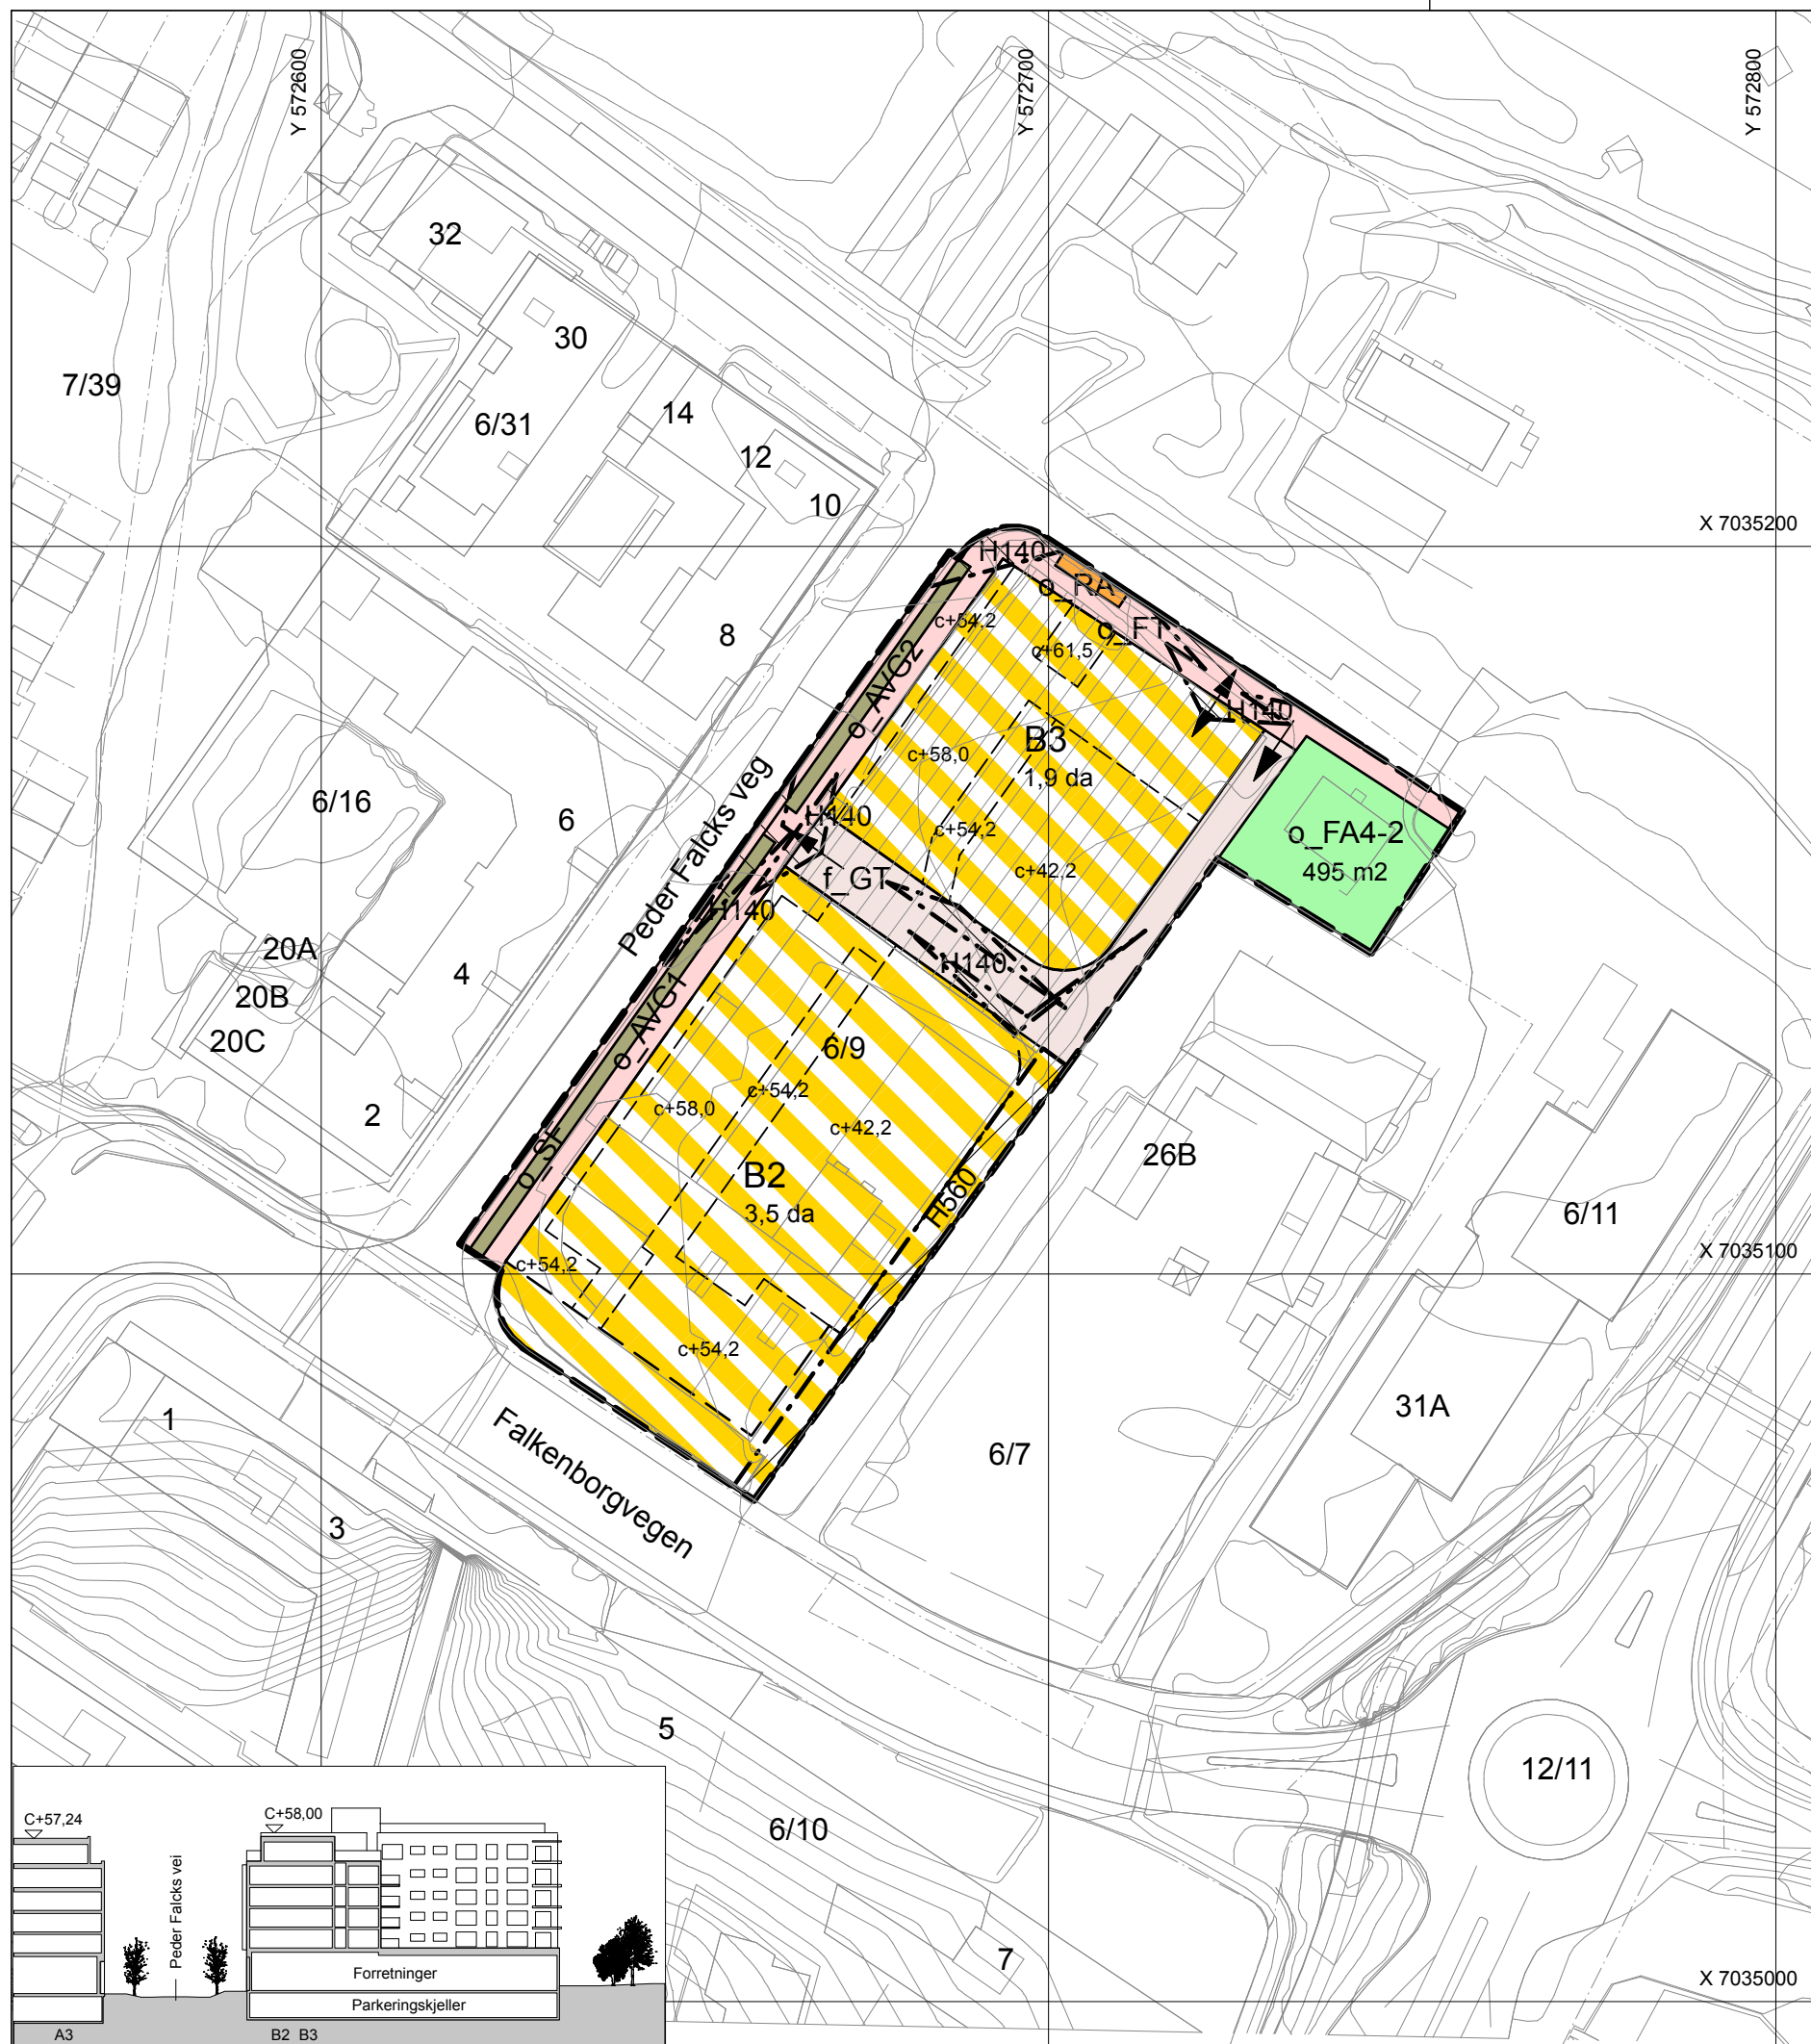 Y 572600
Y 572700
Y 572800
32
30
7/39
14
6/31
12
10
X 7035200
H140
o_RA
c+54,2
o_FT
8
c+61,5
o_AVG2
H140
B3
c+58,0
1,9 da
6/16
Peder Falcks veg
H140
6
c+54,2
o_FA4-2
c+42,2
495 m2
f_GT
H140
20A
4
H140
20B
o_AVG1
20C
6/9
c+54,2
c+58,0
2
c+42,2
o_SF
26B
B2
H560
3,5 da
6/11
X 7035100
c+54,2
c+54,2
31A
1
Falkenborgvegen
6/7
3
5
12/11
6/10
7
X 7035000
C+57,24
C+58,00
Peder Falcks vei
Forretninger
Parkeringskjeller
A3
B2 B3